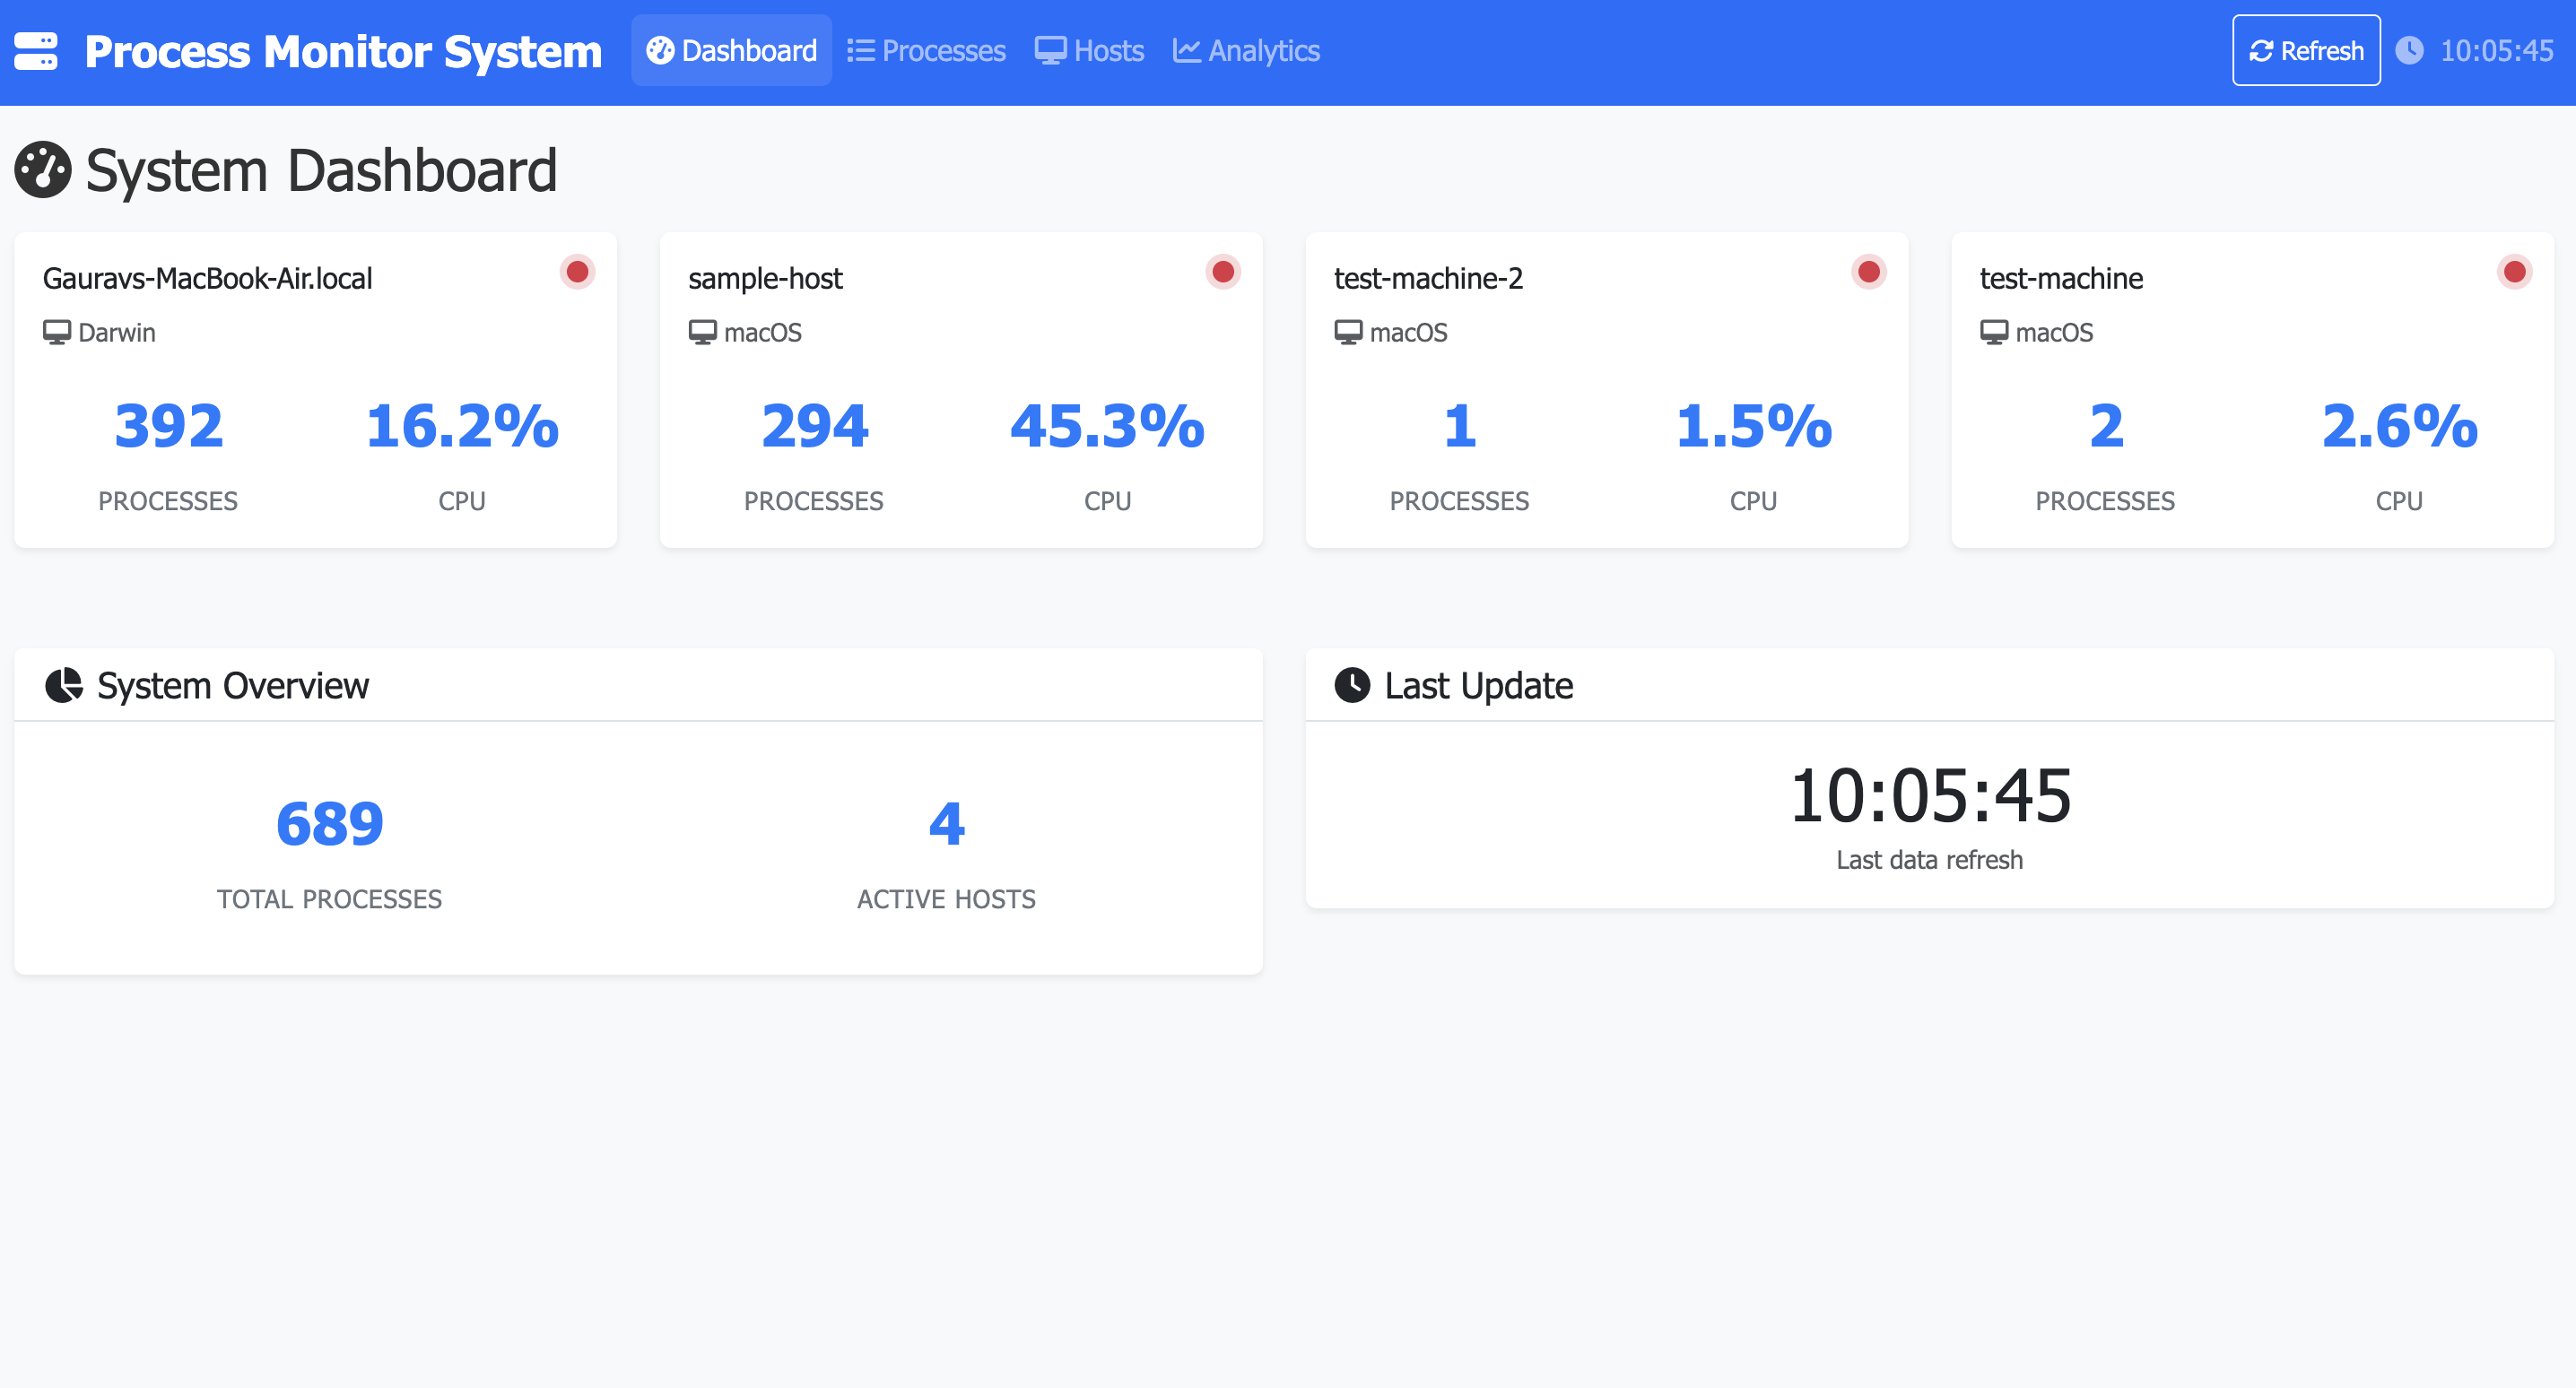 Process Monitor System Dashboard Processes Hosts Analytics Refresh 10:05:45
System Dashboard
Gauravs-MacBook-Air.local
Darwin
392 16.2%
PROCESSES CPU
sample-host
macOS
294 45.3%
PROCESSES CPU
test-machine-2
macOS
1 1.5%
PROCESSES CPU
test-machine
macOS
2 2.6%
PROCESSES CPU
System Overview
689 4
TOTAL PROCESSES ACTIVE HOSTS
Last Update
10:05:45
Last data refresh